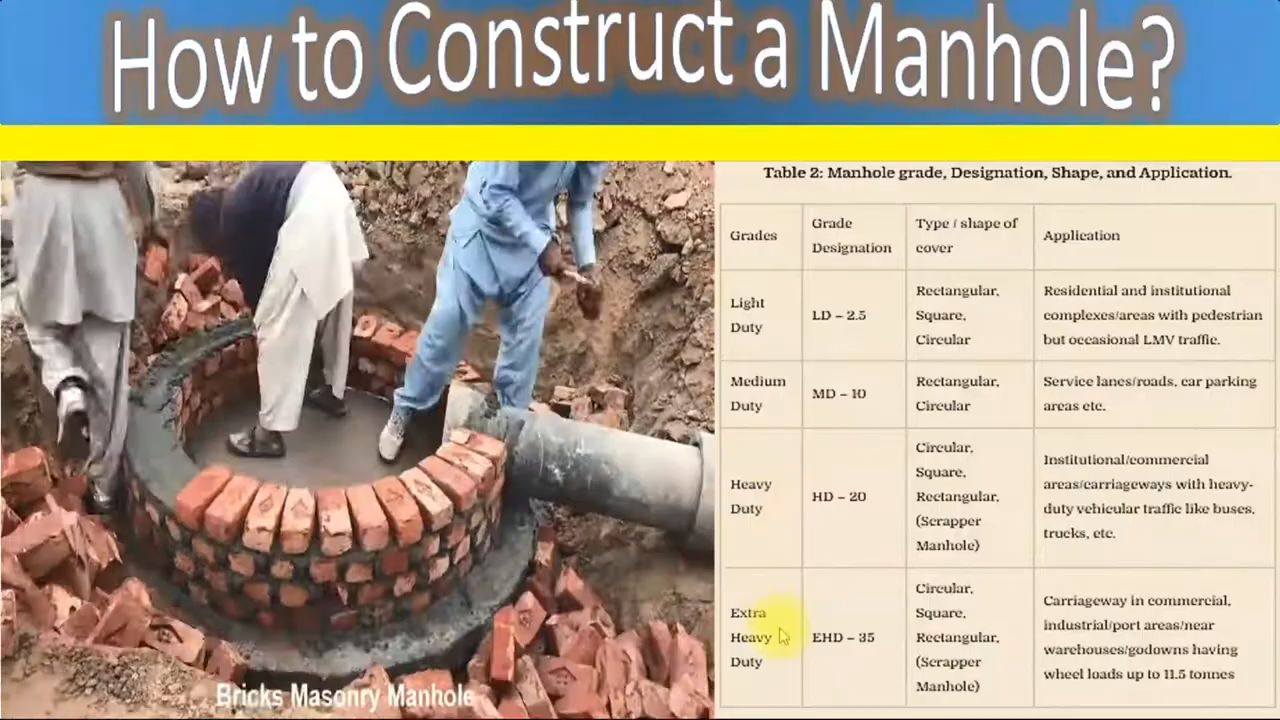 How to Construct a Manhole?
Bricks Masonry Manhole
Table 2: Manhole grade, Designation, Shape, and Application.
Grades
Grade
Designation
Type / shape of
cover
Application
Light
Duty
LD – 2.5
Rectangular,
Square,
Circular
Residential and institutional
complexes/areas with pedestrian
but occasional LMV traffic.
Medium
Duty
MD – 10
Rectangular,
Circular
Service lanes/roads, car parking
areas etc.
Heavy
Duty
HD – 20
Circular,
Square,
Rectangular,
(Scrapper
Manhole)
Institutional/commercial
areas/carriageways with heavy-
duty vehicular traffic like buses,
trucks, etc.
Extra
Heavy
Duty
EHD – 35
Circular,
Square,
Rectangular,
(Scrapper
Manhole)
Carriageway in commercial,
industrial/port areas/near
warehouses/godowns having
wheel loads up to 11.5 tonnes